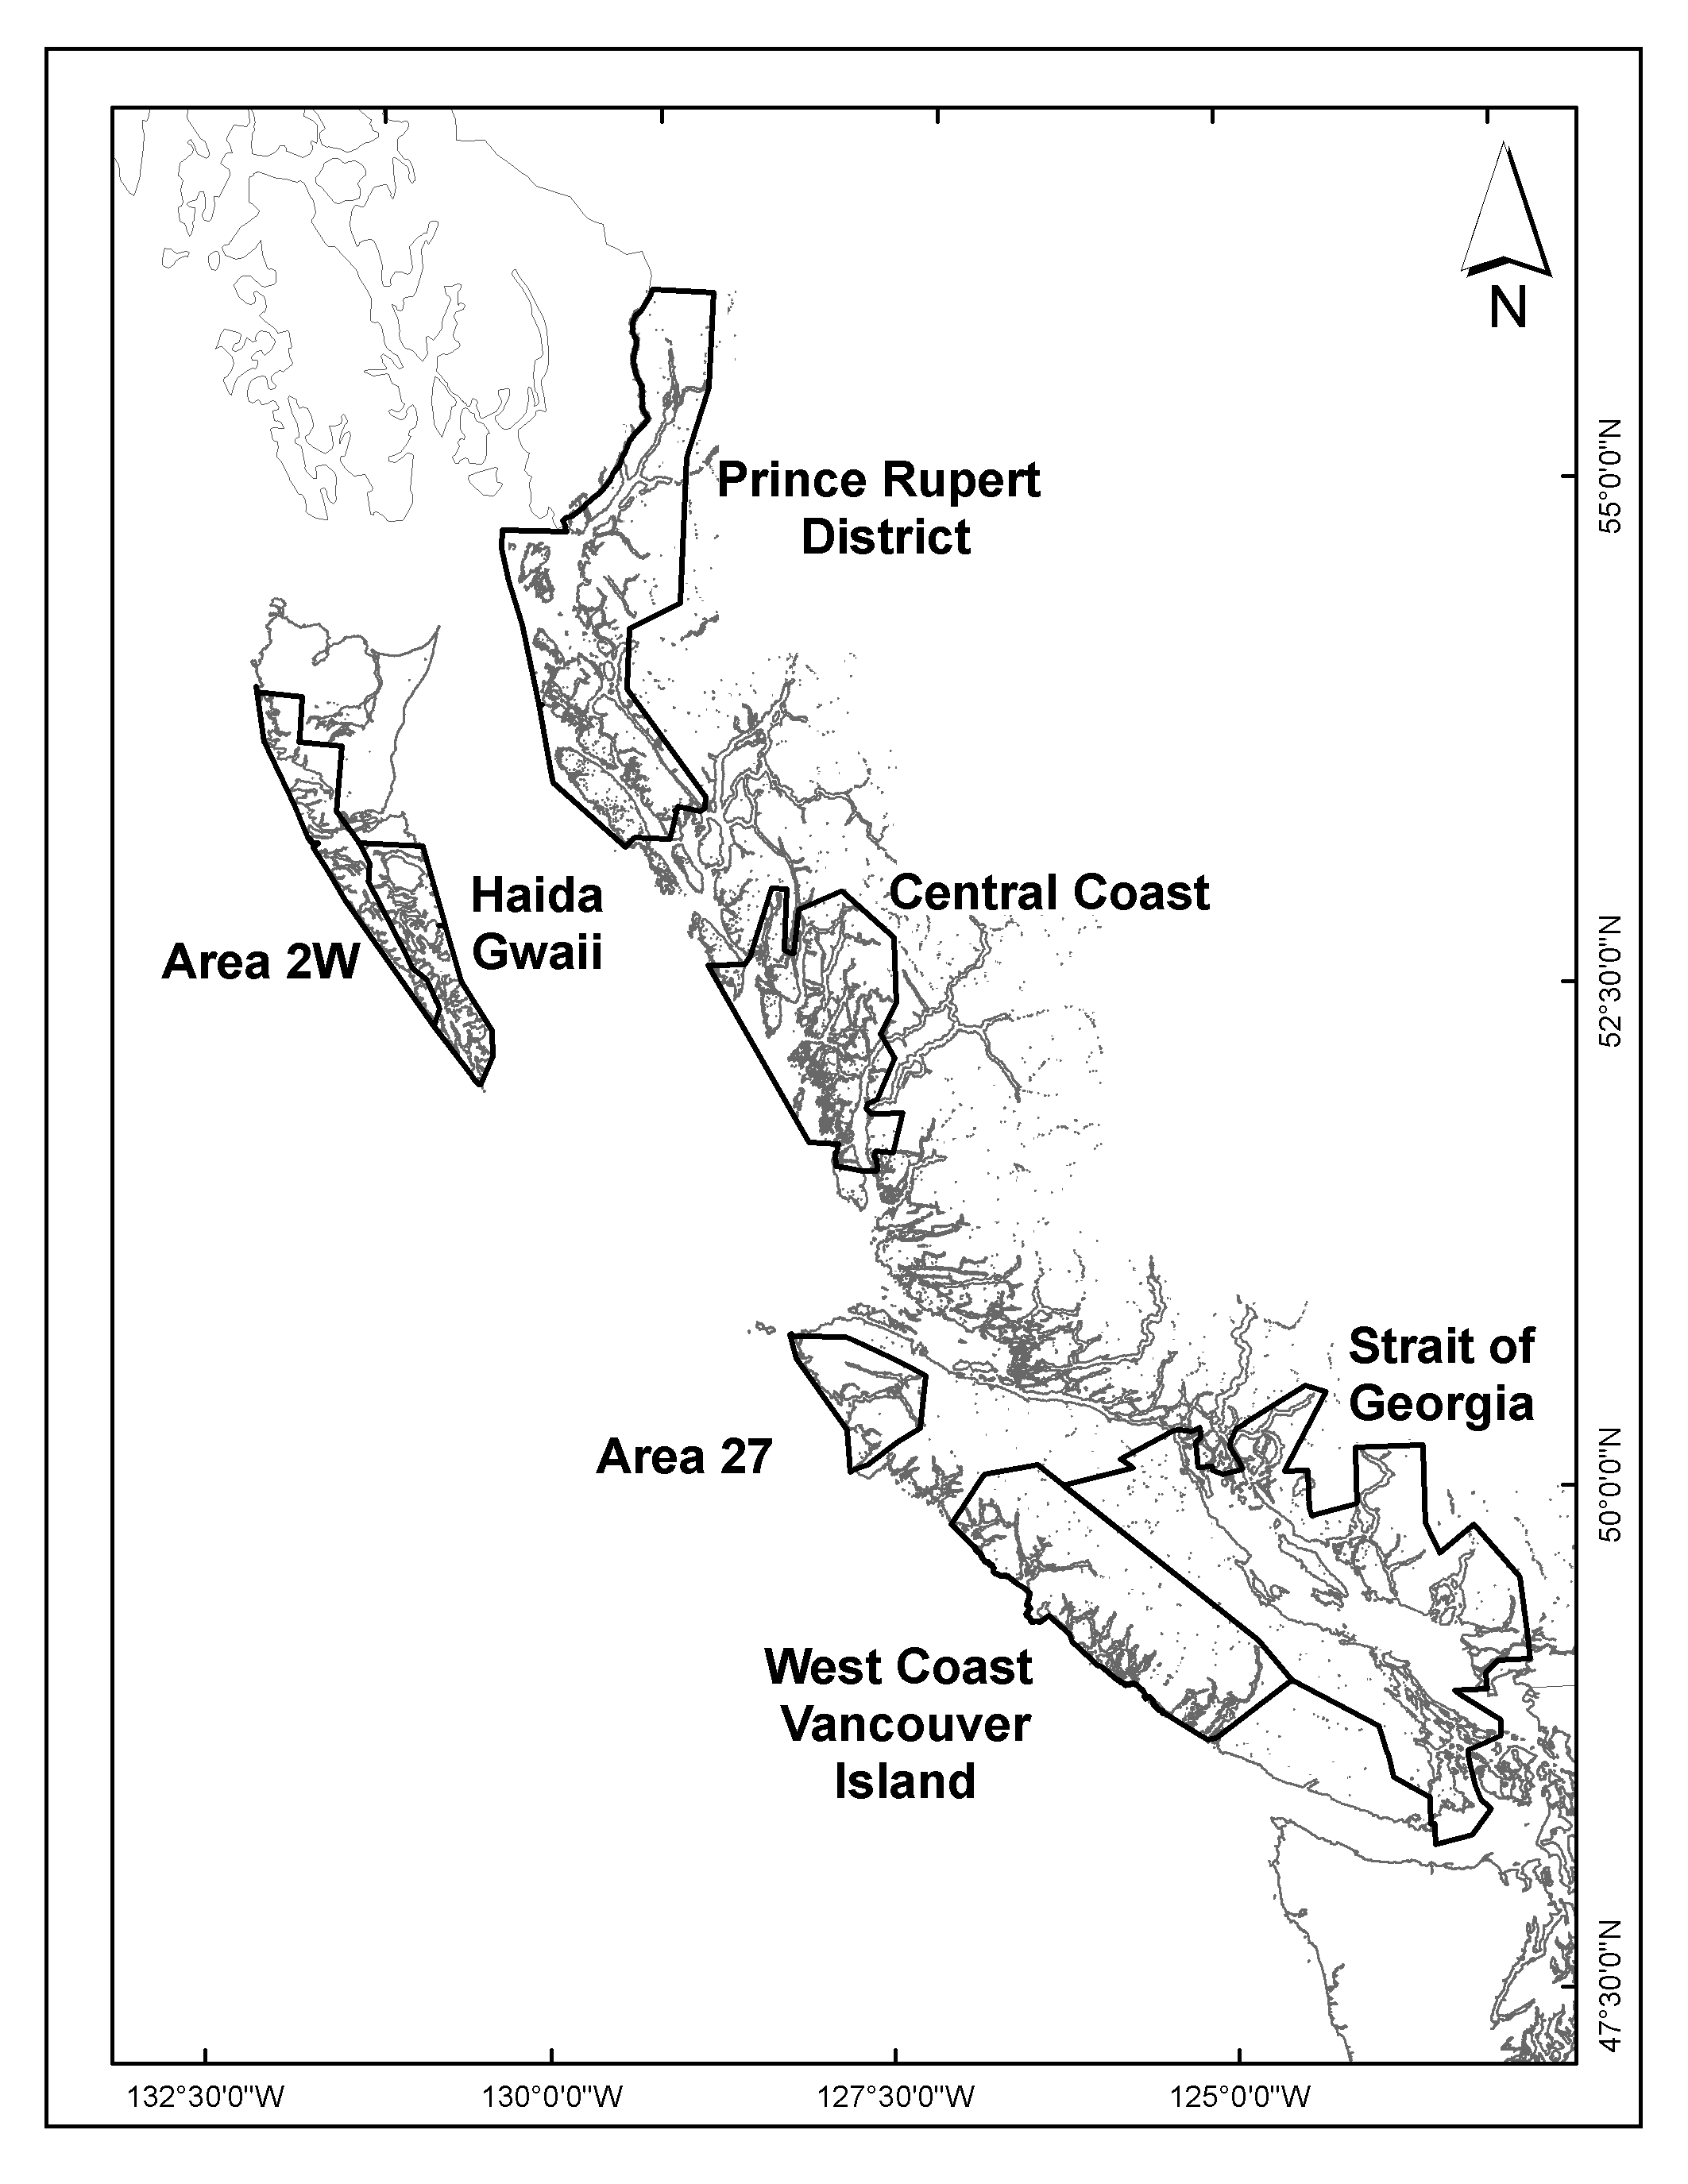 N
Prince Rupert
District
55°0'0"N
Haida
Gwaii
Central Coast
Area 2W
52°30'0"N
Strait of
Georgia
Area 27
50°0'0"N
West Coast
Vancouver
Island
47°30'0"N
132°30'0"W
130°0'0"W
127°30'0"W
125°0'0"W